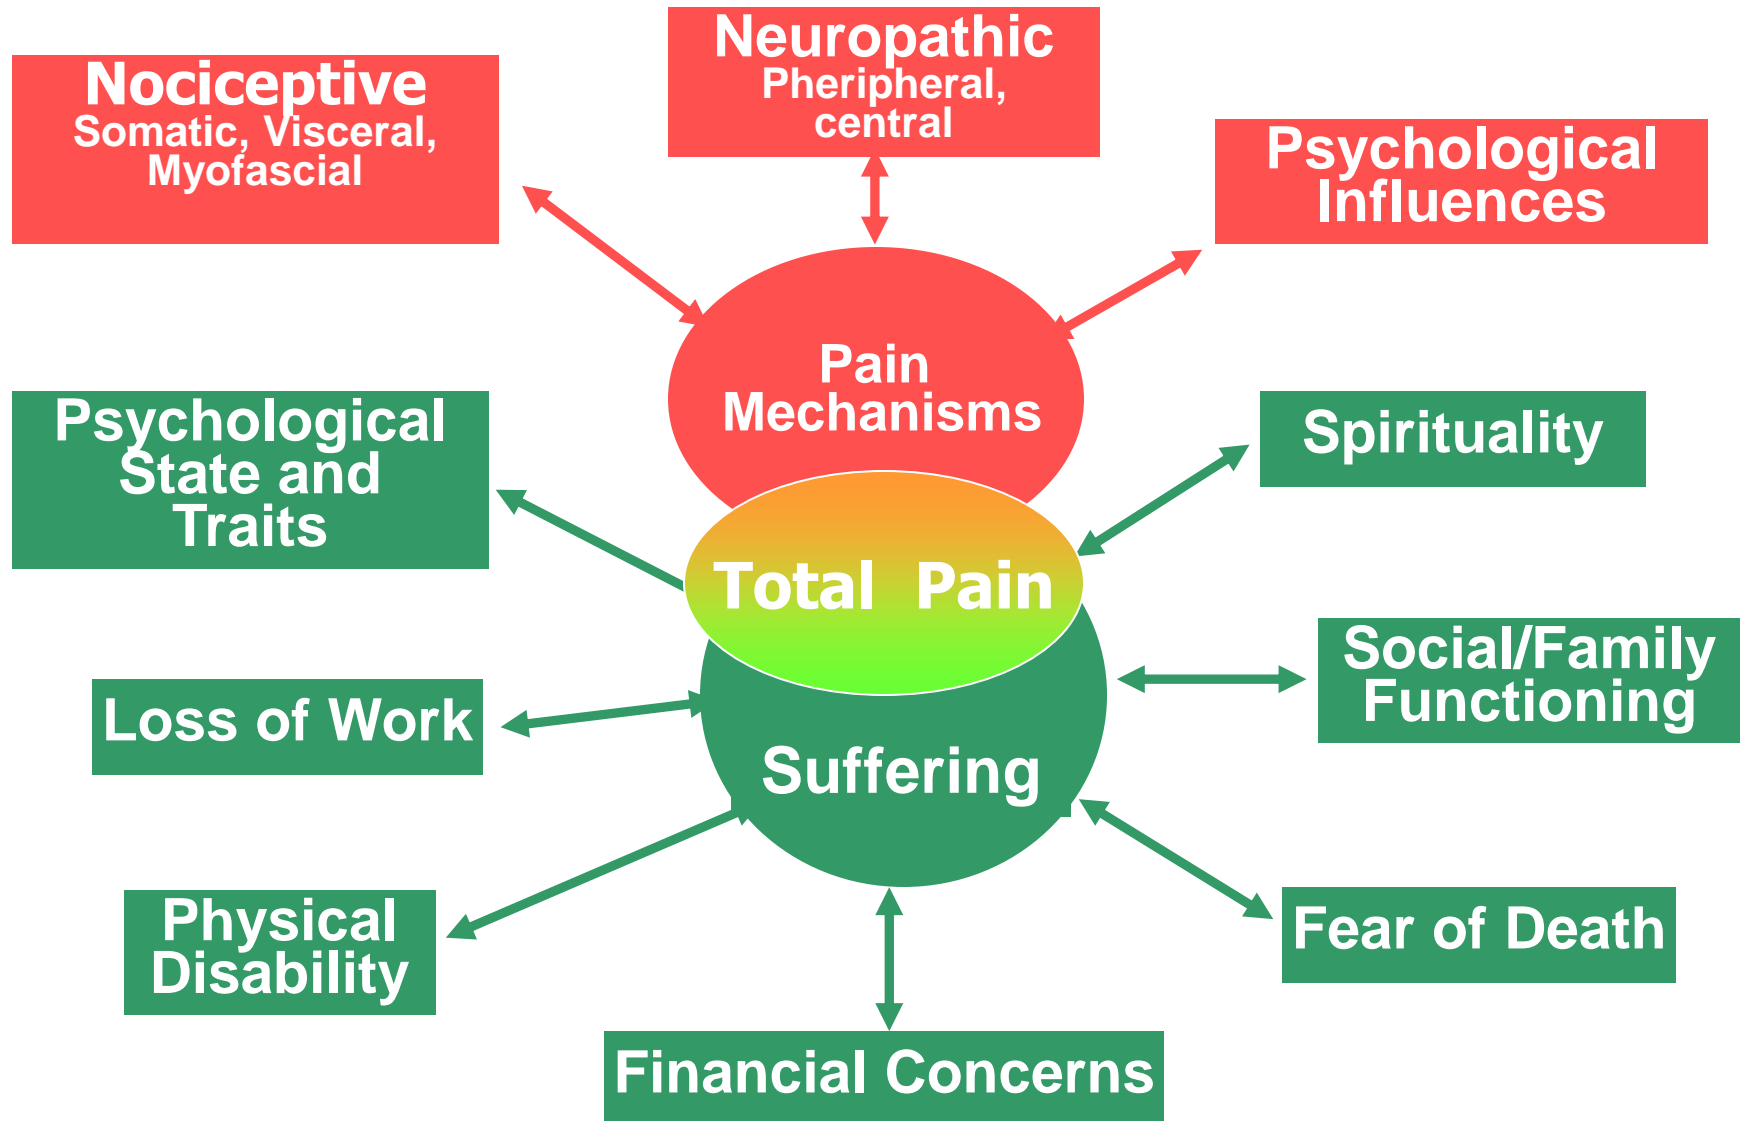 Neuropathic
Pheripheral,
central
Nociceptive
Somatic, Visceral,
Myofascial
Psychological
Influences
Pain
Mechanisms
Psychological
State and
Traits
Spirituality
Total Pain
Social/Family
Functioning
Loss of Work
Suffering
Physical
Disability
Fear of Death
Financial Concerns